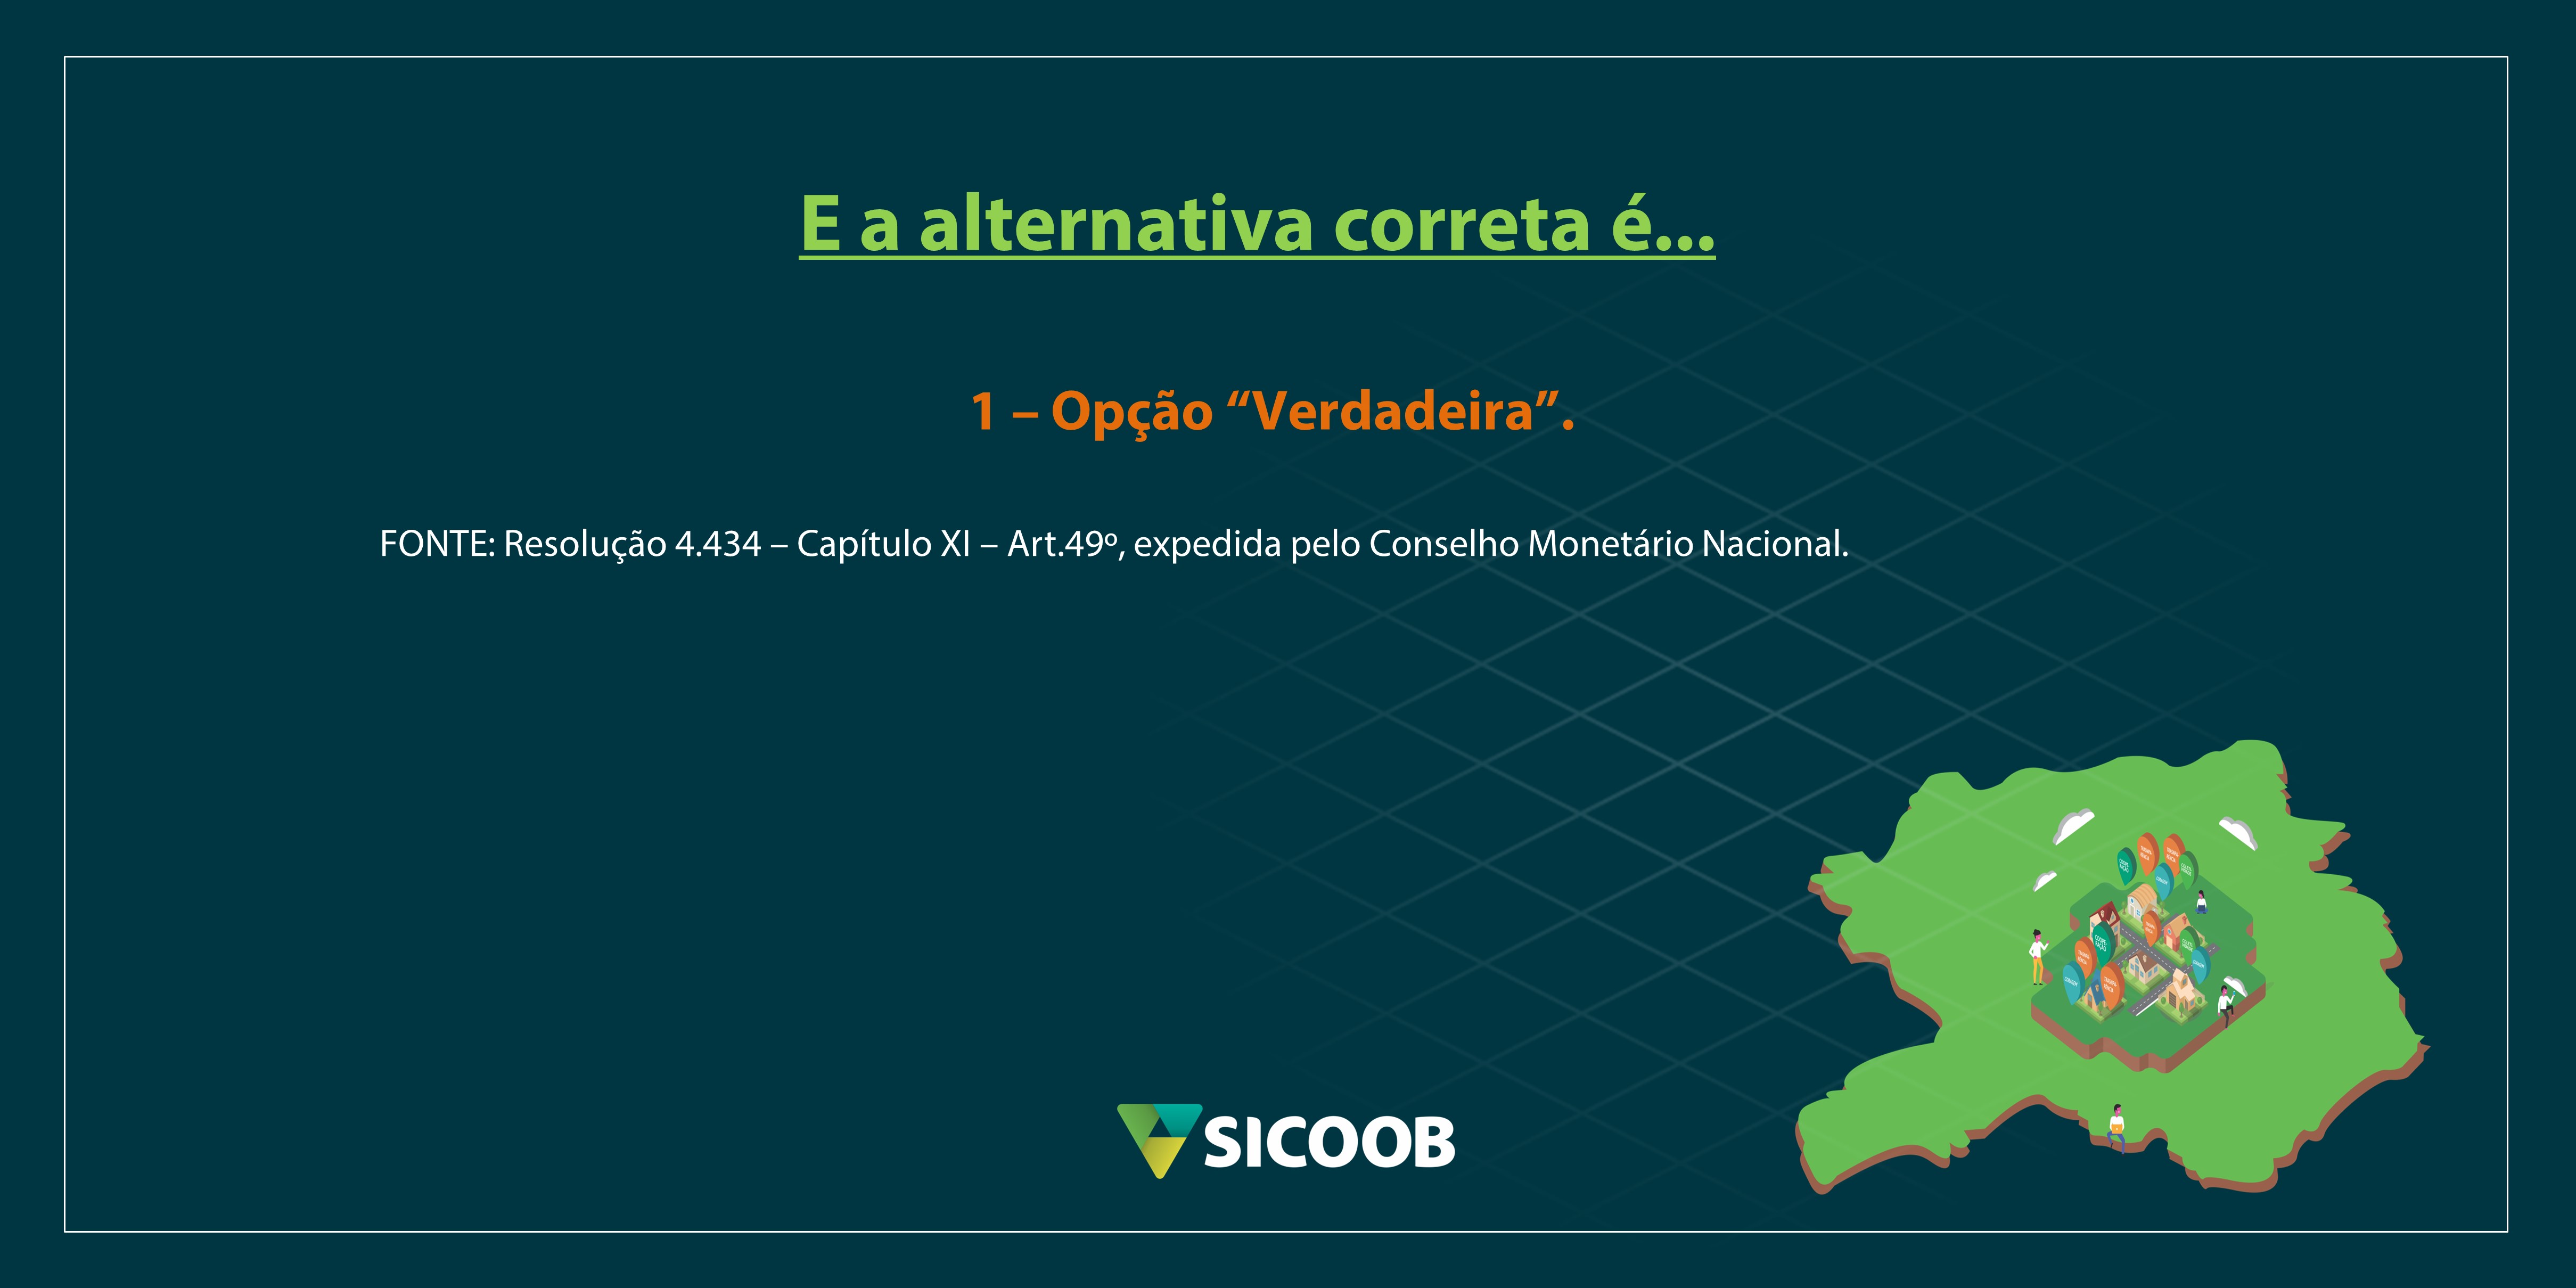 E a alternativa correta é...
1 – Opção “Verdadeira”.
FONTE: Resolução 4.434 – Capítulo XI – Art.49º, expedida pelo Conselho Monetário Nacional.
SICOOB